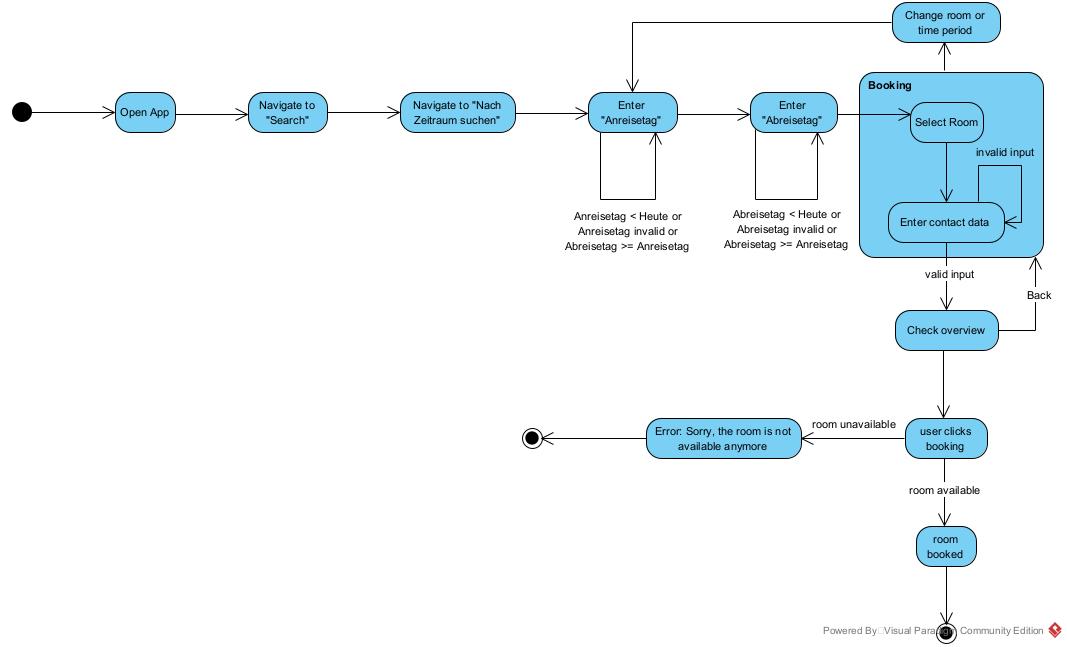 Change room or
time period
Booking
Open App
Navigate to
"Search"
Navigate to "Nach
Zeitraum suchen"
Enter
"Anreisetag"
Enter
"Abreisetag"
Select Room
invalid input
Anreisetag < Heute or
Anreisetag invalid or
Abreisetag >= Anreisetag
Abreisetag < Heute or
Abreisetag invalid or
Abreisetag >= Anreisetag
Enter contact data
valid input
Back
Check overview
Error: Sorry, the room is not
available anymore
room unavailable
user clicks
booking
room available
room
booked
Powered By Visual Paradigm Community Edition